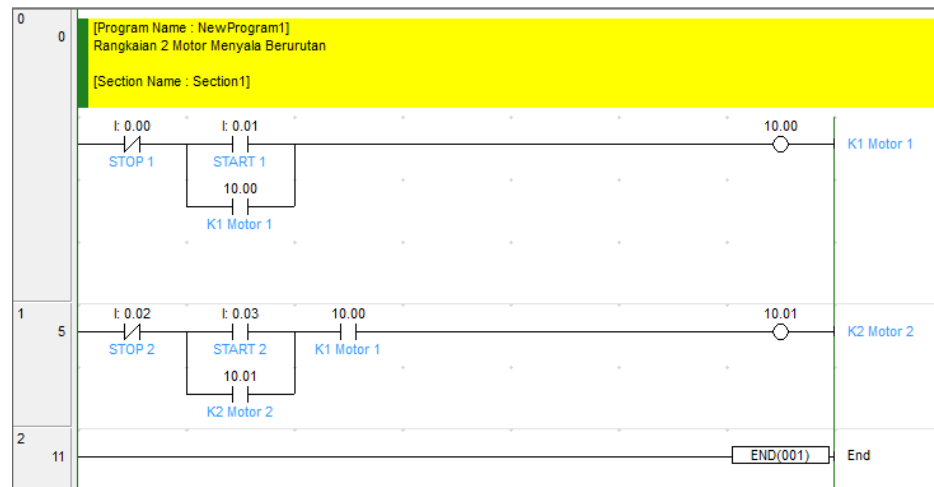 0
0
[Program Name : NewProgram1]
Rangkaian 2 Motor Menyala Berurutan
[Section Name : Section1]
I: 0.00 I: 0.01 10.00
K1 Motor 1
STOP 1 START 1
10.00
K1 Motor 1
1
5
I: 0.02 I: 0.03 10.00 10.01
K2 Motor 2
STOP 2 START 2 K1 Motor 1
10.01
K2 Motor 2
2
11
END(001) End